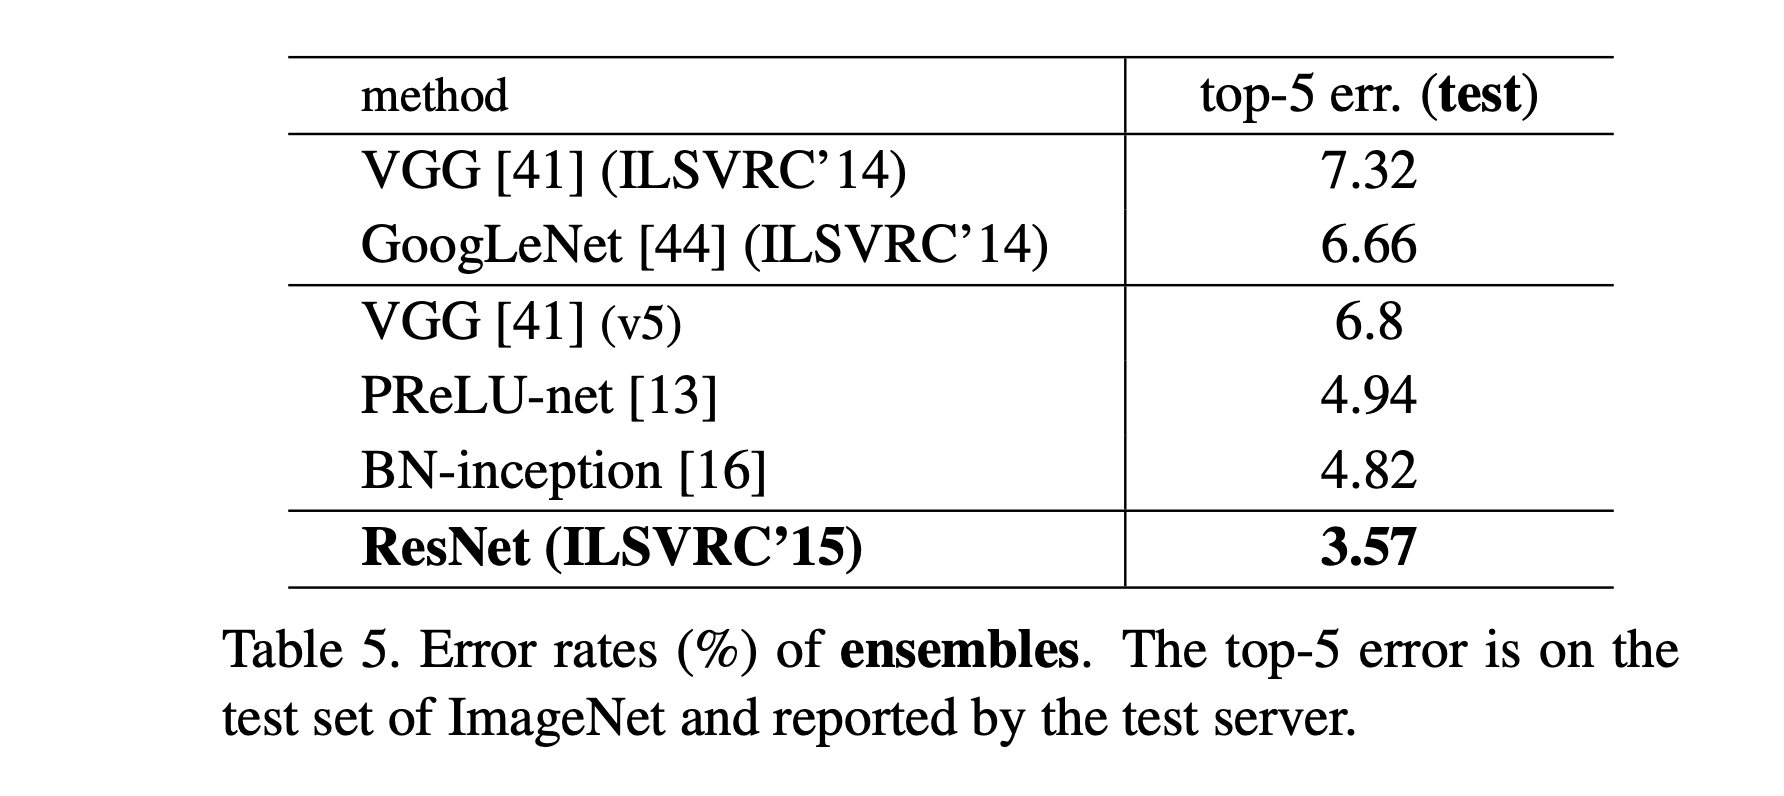 method top-5 err. (test)
VGG [41] (ILSVRC’14) 7.32
GoogLeNet [44] (ILSVRC’14) 6.66
VGG [41] (v5) 6.8
PReLU-net [13] 4.94
BN-inception [16] 4.82
ResNet (ILSVRC’15) 3.57
Table 5. Error rates (%) of ensembles. The top-5 error is on the
test set of ImageNet and reported by the test server.